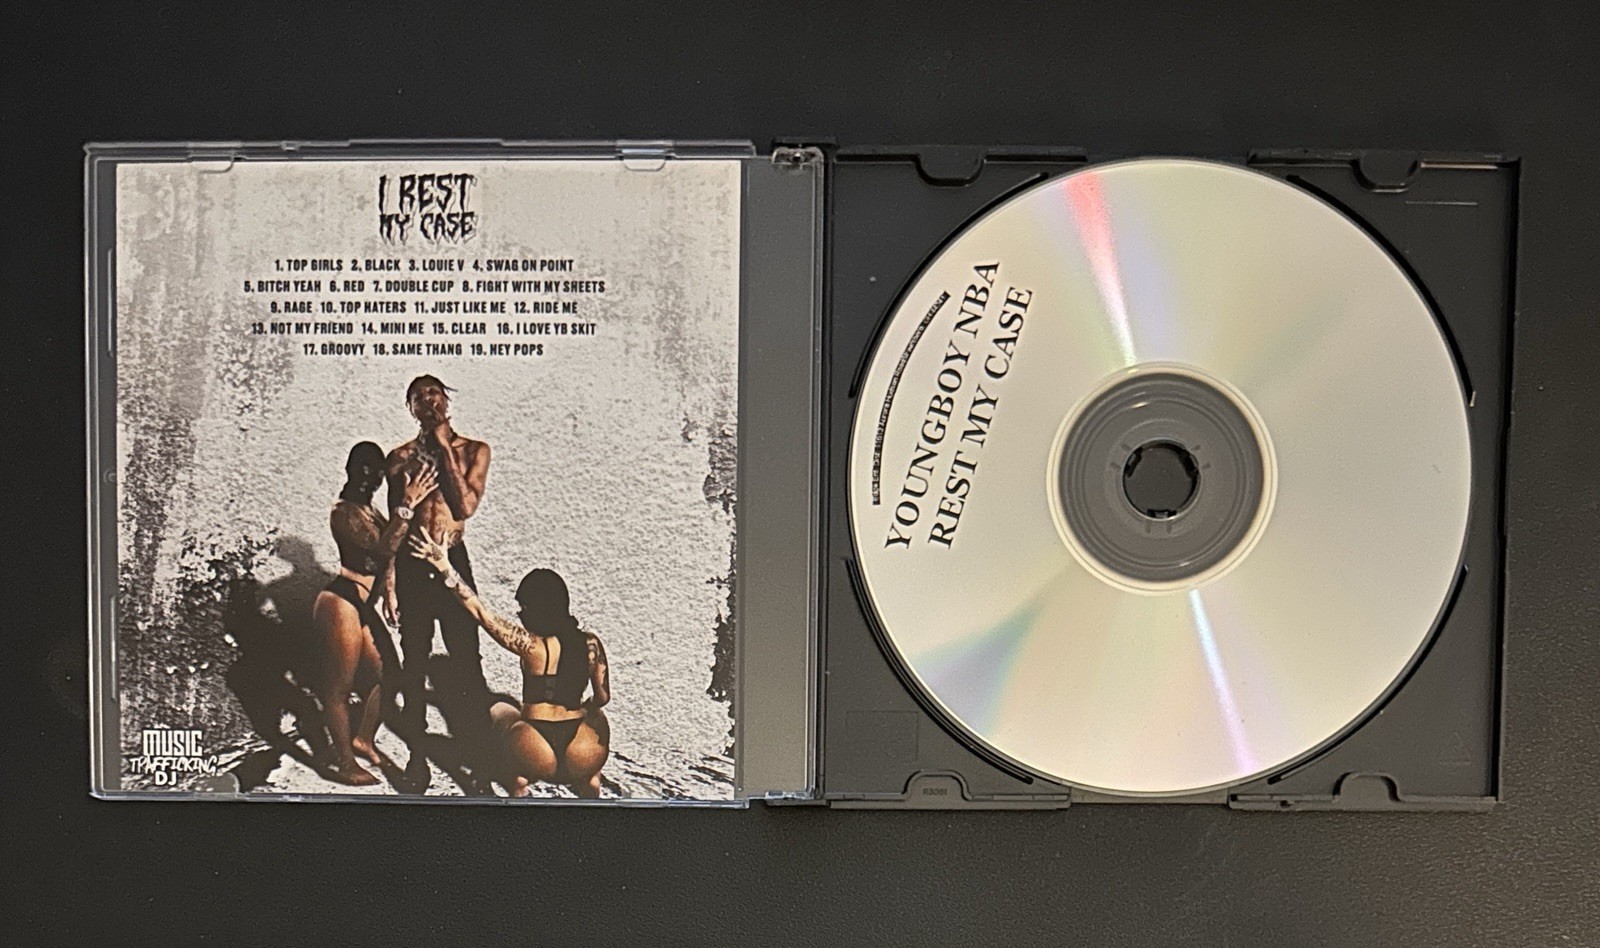 I REST
MY CASE
1. TOP GIRLS 2. BLACK 3. LOUIE V 4. SWAG ON POINT
5. BITCH YEAH 6. RED 7. DOUBLE CUP 8. FIGHT WITH MY SHEETS
9. RAGE 10. TOP HATERS 11. JUST LIKE ME 12. RIDE ME
13. NOT MY FRIEND 14. MINI ME 15. CLEAR 16. I LOVE YB SKIT
17. GROOVY 18. SAME THANG 19. HEY POPS
MUSIC
TRAFFICKING
DJ
YOUNGBOY NBA
REST MY CASE